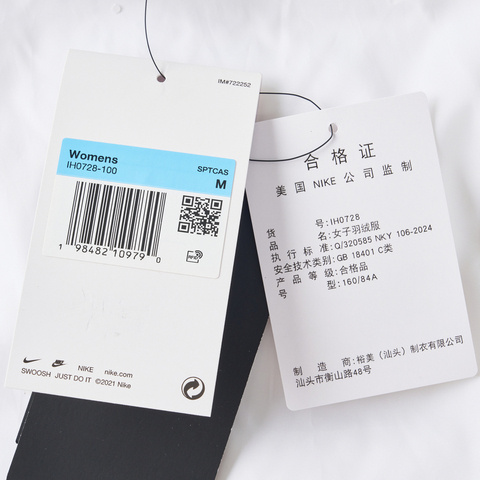 IM#722252
Womens
IH0728-100
SPTCAS
M
1 98482 10979 0
RFID
NIKE nike.com
SWOOSH JUST DO IT ©2021 Nike
合格证
美国 NIKE 公司监制
货号:IH0728
品名:女子羽绒服
执行标准:Q/320585 NKY 106-2024
安全技术类别:GB 18401 C类
产品等级:合格品
号型:160/84A
制造商:裕美（汕头）制衣有限公司
汕头市衡山路48号